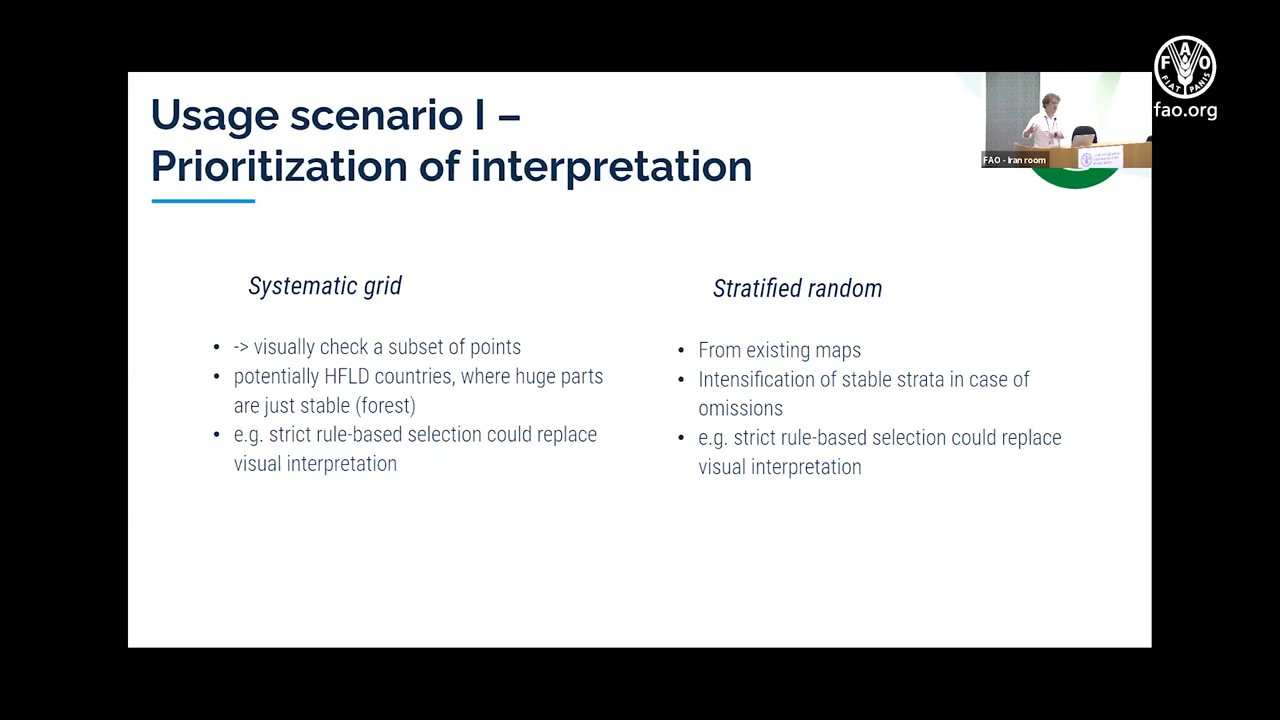 Usage scenario I –
Prioritization of interpretation
FAO - Iran room
F A O
FIAT PANIS
fao.org
Systematic grid
• -> visually check a subset of points
• potentially HFLD countries, where huge parts
are just stable (forest)
• e.g. strict rule-based selection could replace
visual interpretation
Stratified random
• From existing maps
• Intensification of stable strata in case of
omissions
• e.g. strict rule-based selection could replace
visual interpretation